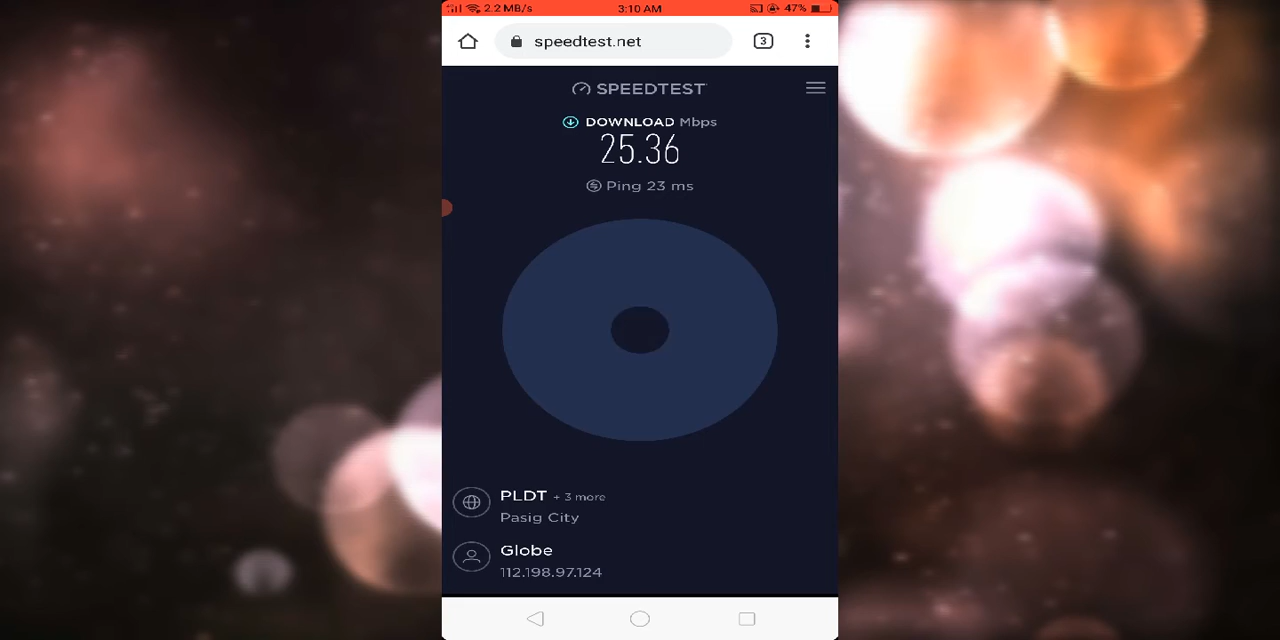 2.2 MB/s 3:10 AM 47%
speedtest.net 3
SPEEDTEST
DOWNLOAD Mbps
25.36
Ping 23 ms
PLDT + 3 more
Pasig City
Globe
112.198.97.124